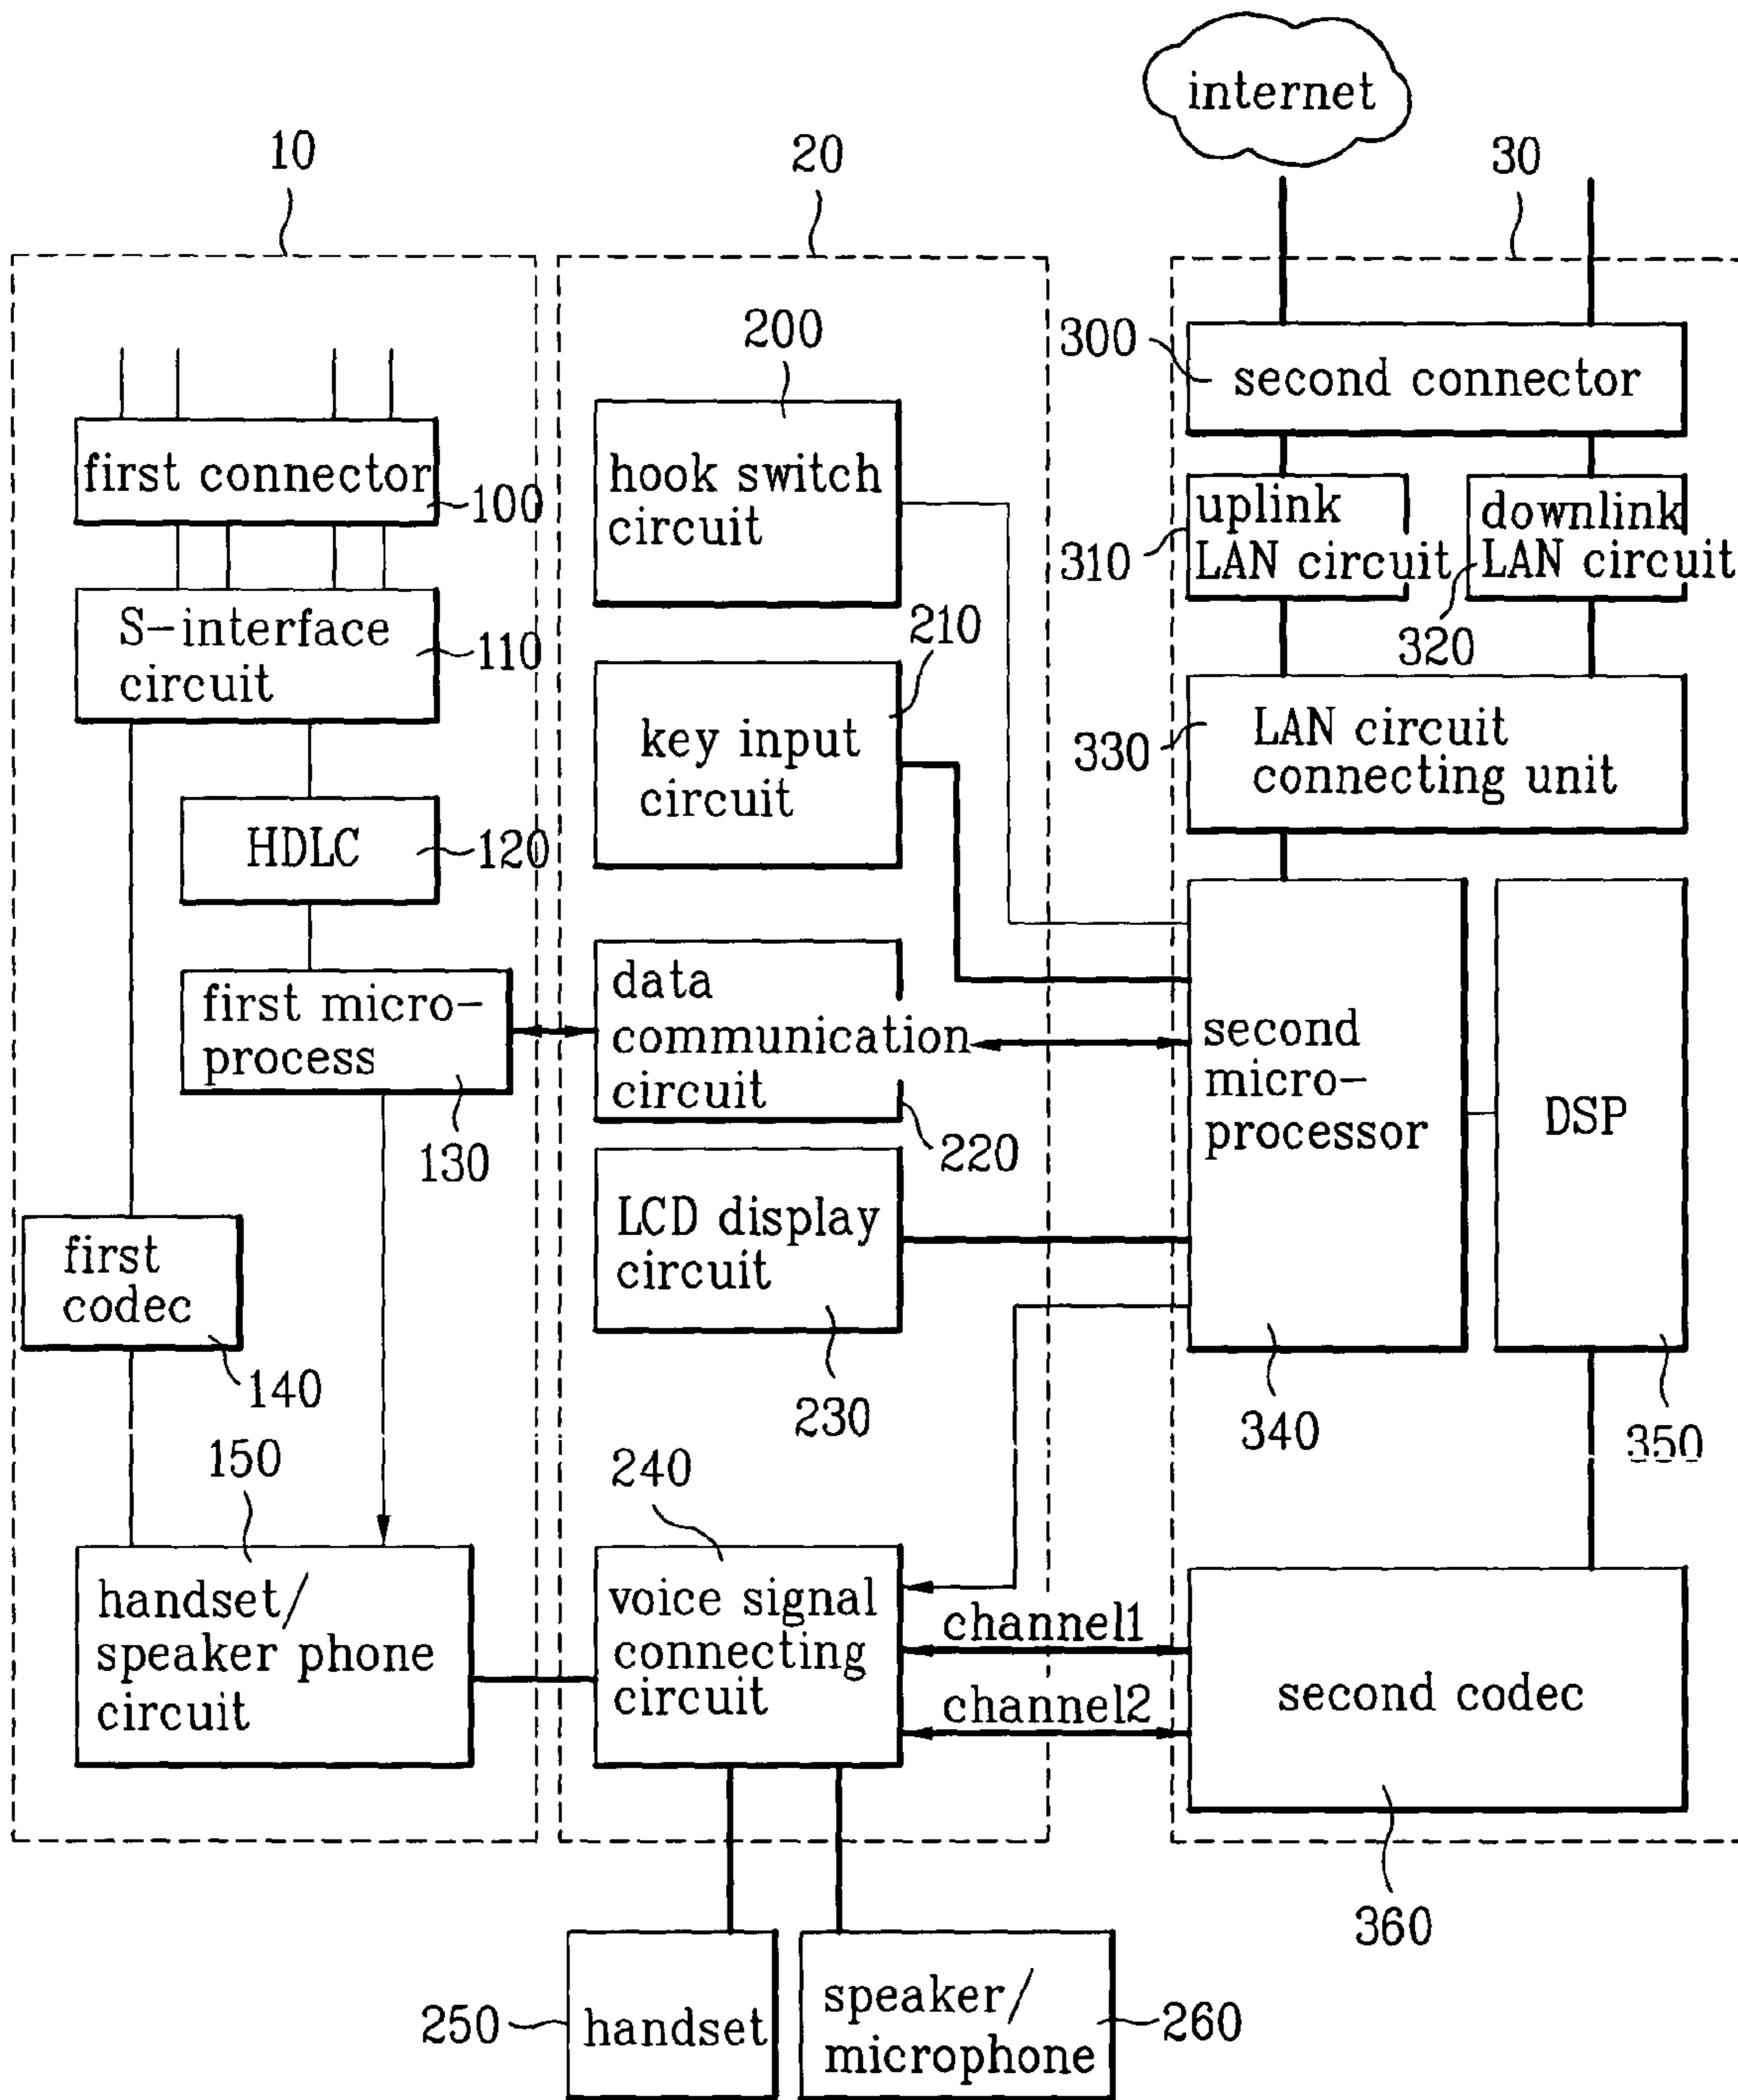 internet
10
20
30
first connector
100
S-interface
circuit
110
HDLC
120
first micro-
process
130
first
codec
140
150
handset/
speaker phone
circuit
200
hook switch
circuit
210
key input
circuit
data
communication
circuit
220
LCD display
circuit
230
240
voice signal
connecting
circuit
channel1
channel2
250
handset
speaker/
microphone
260
300
second connector
uplink
LAN circuit
310
downlink
LAN circuit
320
330
LAN circuit
connecting unit
second
micro-
processor
340
DSP
350
second codec
360